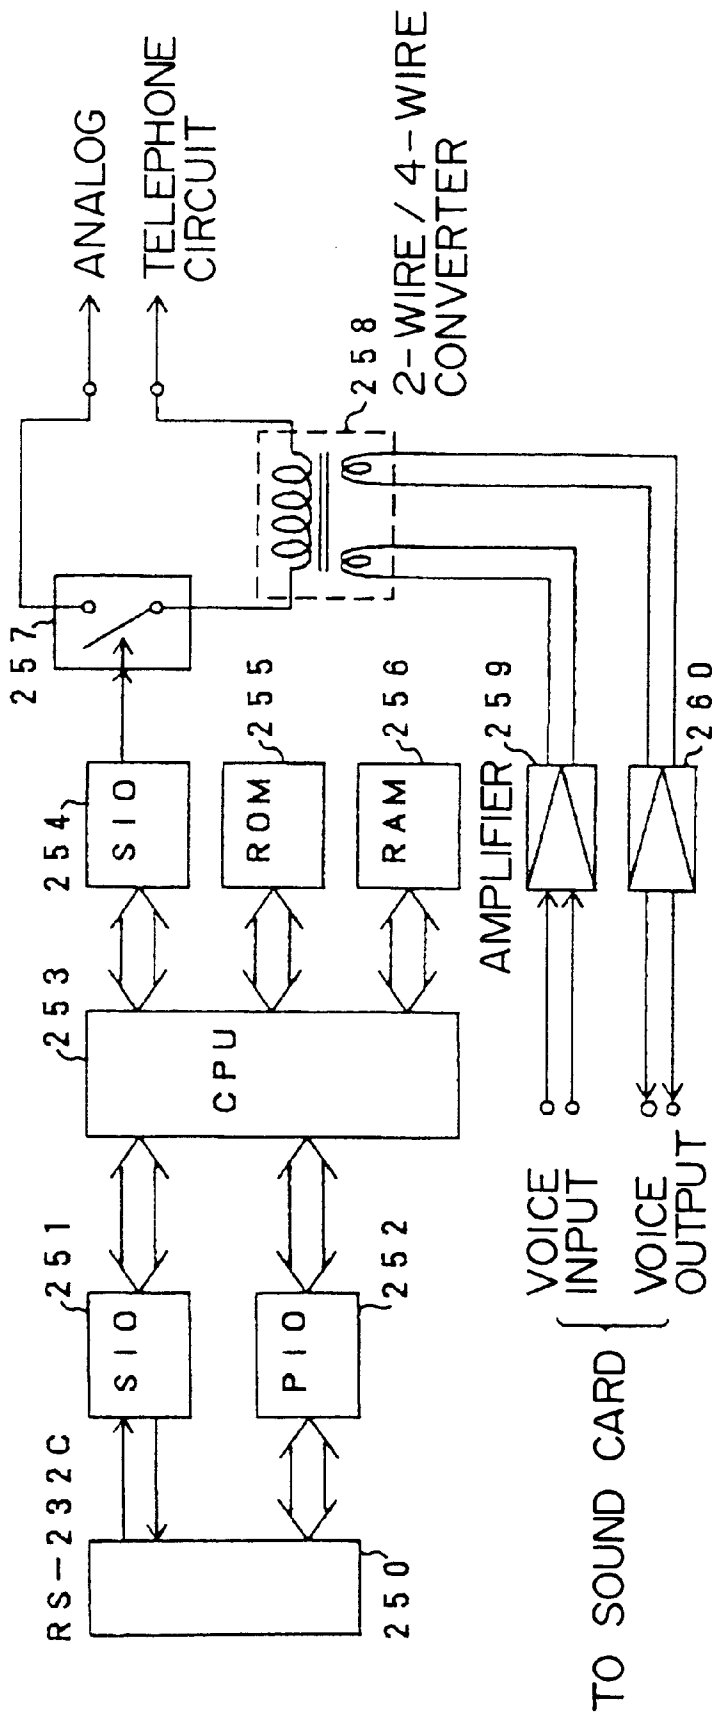 RS-232C
250
SIO
251
PIO
252
CPU
253
SIO
254
ROM
255
RAM
256
257
ANALOG
TELEPHONE
CIRCUIT
258
2-WIRE / 4-WIRE
CONVERTER
AMPLIFIER
259
260
VOICE
INPUT
VOICE
OUTPUT
TO SOUND CARD